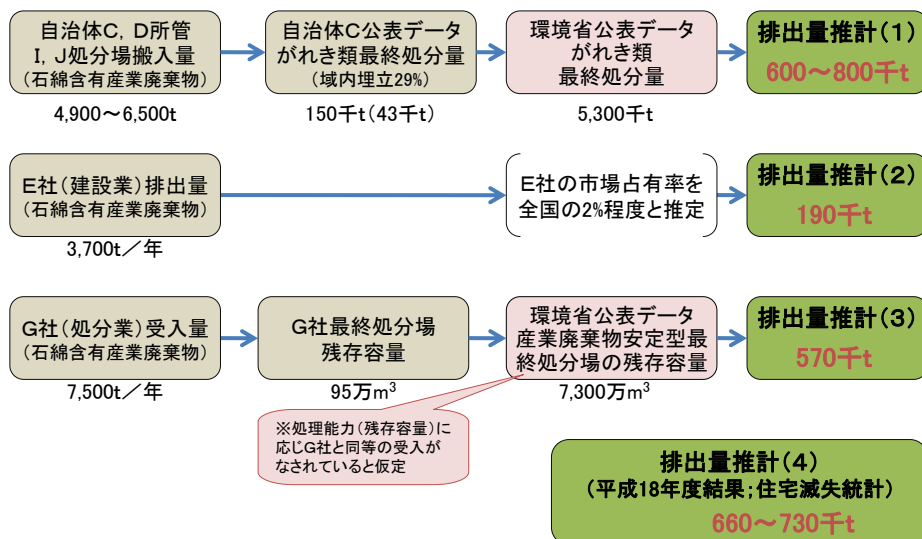 自治体C, D所管
I, J処分場搬入量
(石綿含有産業廃棄物)
4,900～6,500t
自治体C公表データ
がれき類最終処分量
(域内埋立29%)
150千t(43千t)
環境省公表データ
がれき類
最終処分量
5,300千t
排出量推計(1)
600～800千t
E社(建設業)排出量
(石綿含有産業廃棄物)
3,700t／年
E社の市場占有率を
全国の2%程度と推定
排出量推計(2)
190千t
G社(処分業)受入量
(石綿含有産業廃棄物)
7,500t／年
G社最終処分場
残存容量
95万m³
環境省公表データ
産業廃棄物安定型最
終処分場の残存容量
7,300万m³
排出量推計(3)
570千t
※処理能力(残存容量)に
応じG社と同等の受入が
なされていると仮定
排出量推計(4)
(平成18年度結果;住宅滅失統計)
660～730千t